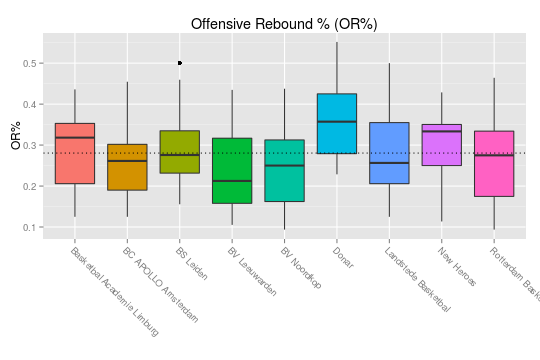 Offensive Rebound % (OR%)
OR%
0.5
0.4
0.3
0.2
0.1
Basketbal Academie Limburg
BC APOLLO Amsterdam
BS Leiden
BV Leeuwarden
BV Noordkop
Donar
Landstede Basketbal
New Heroes
Rotterdam